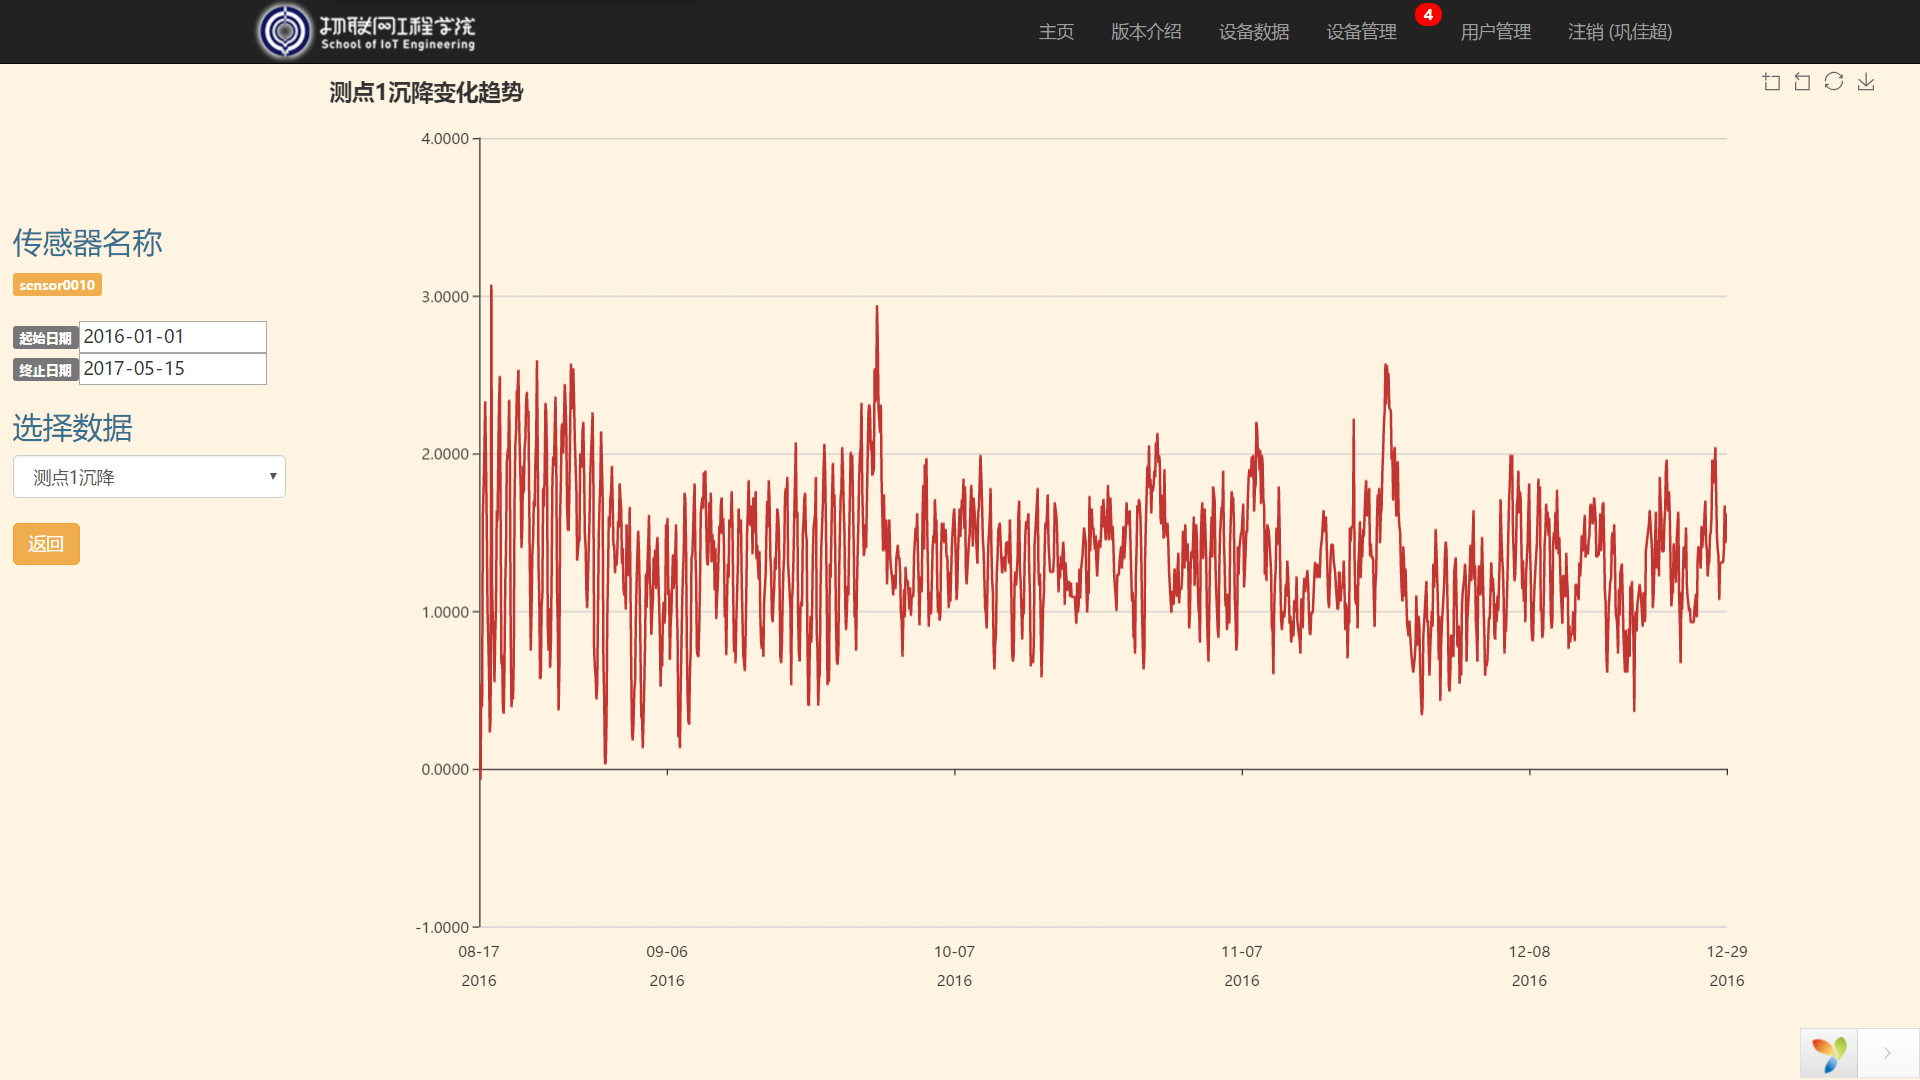 物联网工程学院
School of IoT Engineering
主页 版本介绍 设备数据 设备管理 4 用户管理 注销 (巩佳超)
测点1沉降变化趋势
传感器名称
sensor0010
起始日期 2016-01-01
终止日期 2017-05-15
选择数据
测点1沉降
返回
4.0000
3.0000
2.0000
1.0000
0.0000
-1.0000
08-17 09-06 10-07 11-07 12-08 12-29
2016 2016 2016 2016 2016 2016